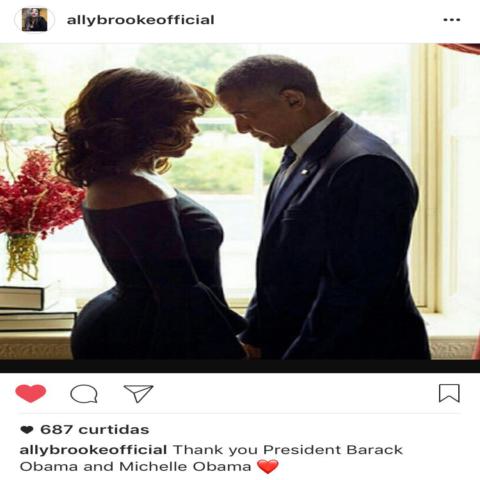 allybrookeofficial
687 curtidas
allybrookeofficial Thank you President Barack
Obama and Michelle Obama ❤️